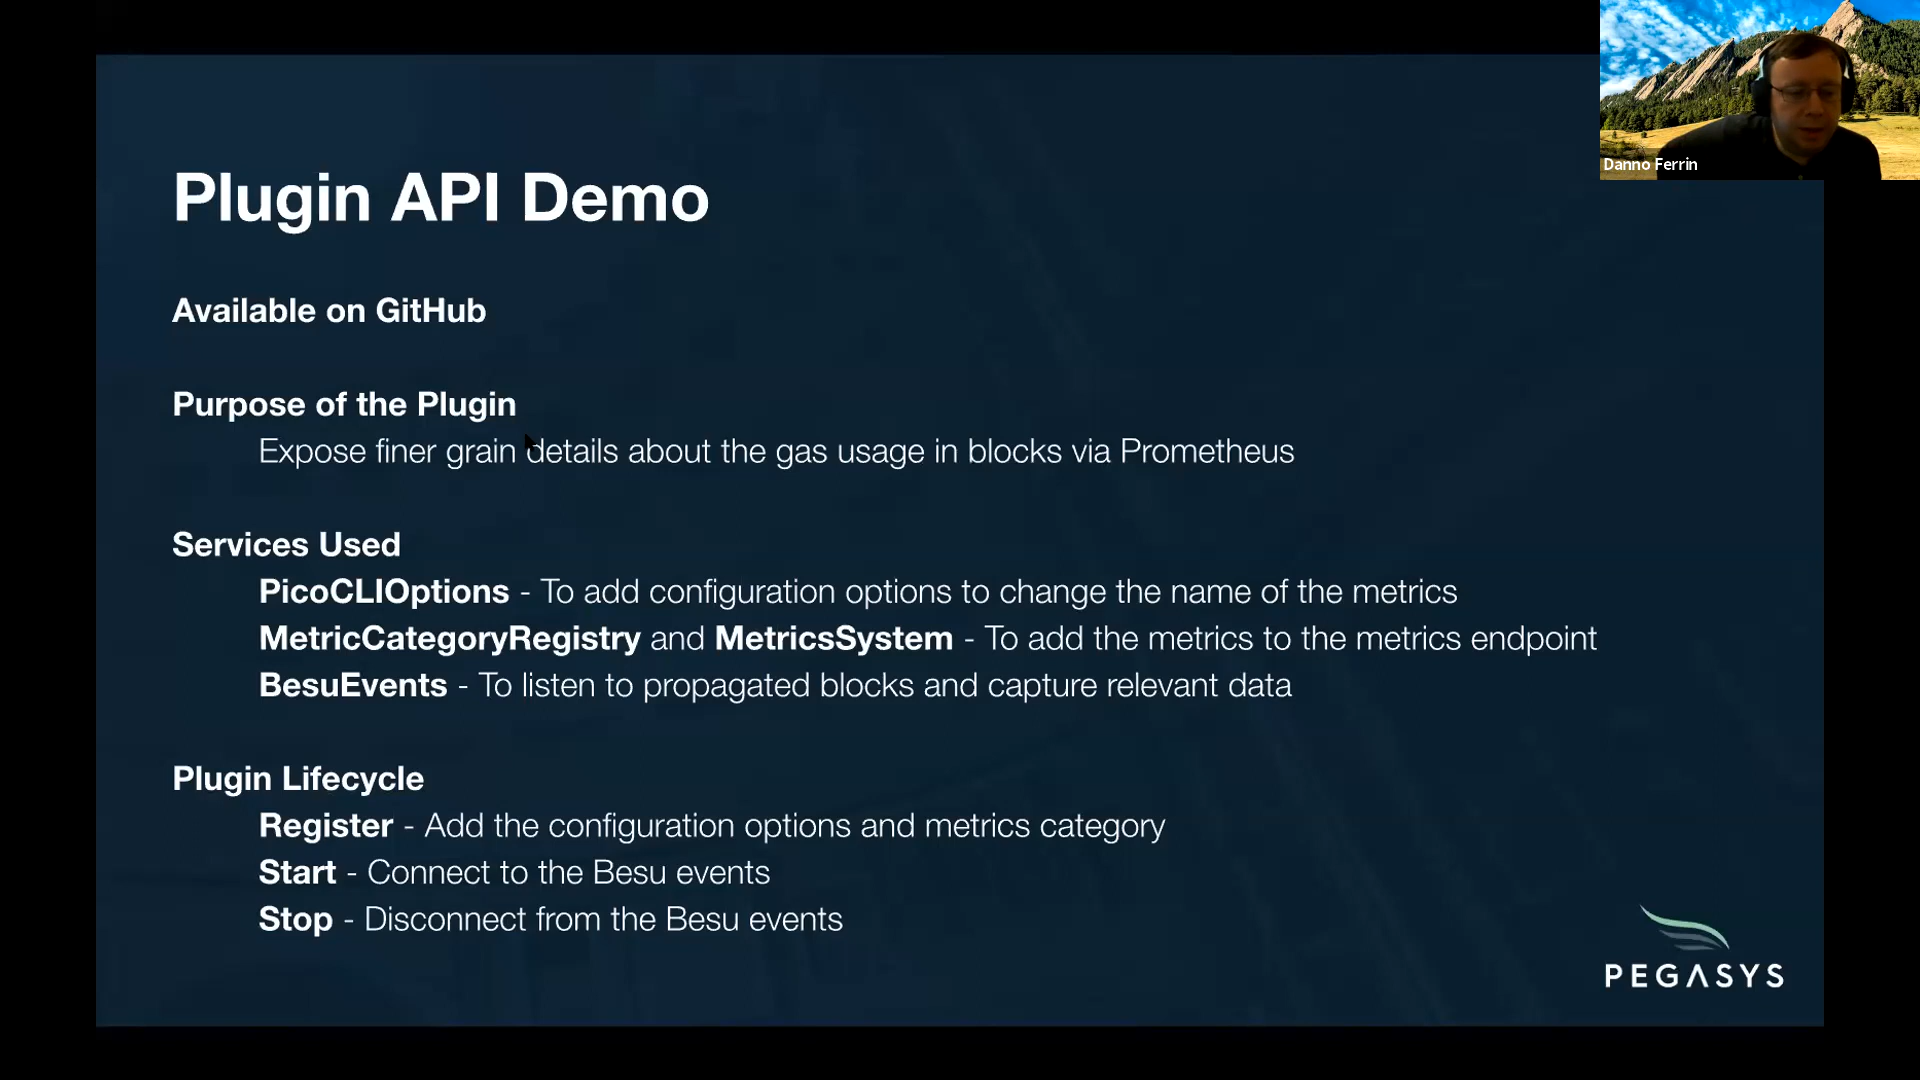 Danno Ferrin
Plugin API Demo
Available on GitHub
Purpose of the Plugin
Expose finer grain details about the gas usage in blocks via Prometheus
Services Used
PicoCLIOptions - To add configuration options to change the name of the metrics
MetricCategoryRegistry and MetricsSystem - To add the metrics to the metrics endpoint
BesuEvents - To listen to propagated blocks and capture relevant data
Plugin Lifecycle
Register - Add the configuration options and metrics category
Start - Connect to the Besu events
Stop - Disconnect from the Besu events
PEGASYS